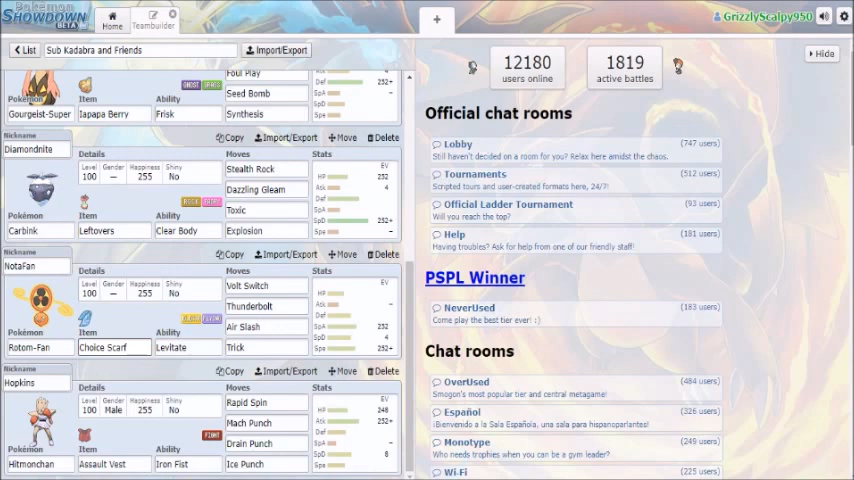 Pokémon
Showdown
BETA
Home
Teambuilder
+
GrizzlyScalpy950
List
Sub Kadabra and Friends
Import/Export
Foul Play
Def 252+
Seed Bomb
SpA
SpD
Synthesis
Spe
Pokémon Item Ability
Gourgeist-Super Iapapa Berry Frisk
GHOST GRASS
Copy Import/Export Move Delete
Nickname
Diamondnite
Details Moves Stats
Level Gender Happiness Shiny
100 — 255 No
Stealth Rock
Dazzling Gleam
Toxic
Explosion
EV
HP 252
Atk 4
Def
SpA
SpD 252+
Spe
ROCK FAIRY
Pokémon Item Ability
Carbink Leftovers Clear Body
Copy Import/Export Move Delete
Nickname
NotaFan
Details Moves Stats
Level Gender Happiness Shiny
100 — 255 No
Volt Switch
Thunderbolt
Air Slash
Trick
EV
HP
Atk –
Def
SpA 252
SpD 4
Spe 252+
FLYING
Pokémon Item Ability
Rotom-Fan Choice Scarf Levitate
Copy Import/Export Move Delete
Nickname
Hopkins
Details Moves Stats
Level Gender Happiness Shiny
100 Male 255 No
Rapid Spin
Mach Punch
Drain Punch
Ice Punch
EV
HP 248
Atk 252+
Def
SpA –
SpD 8
Spe
FIGHT
Pokémon Item Ability
Hitmonchan Assault Vest Iron Fist
12180
users online
1819
active battles
Hide
Official chat rooms
Lobby (747 users)
Still haven't decided on a room for you? Relax here amidst the chaos.
Tournaments (512 users)
Scripted tours and user-created formats here, 24/7!
Official Ladder Tournament (93 users)
Will you reach the top?
Help (181 users)
Having troubles? Ask for help from one of our friendly staff!
PSPL Winner
NeverUsed (183 users)
Come play the best tier ever! :)
Chat rooms
OverUsed (484 users)
Smogon's most popular tier and central metagame!
Español (326 users)
¡Bienvenido a la Sala Española, una sala para hispanoparlantes!
Monotype (249 users)
Who needs trophies when you can be a gym leader?
Wi-Fi (225 users)